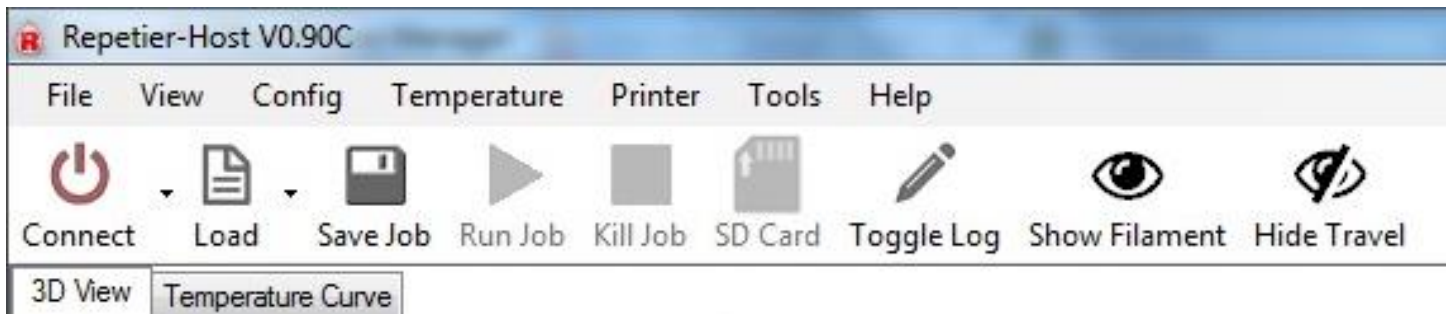 Repetier-Host V0.90C
File View Config Temperature Printer Tools Help
Connect Load Save Job Run Job Kill Job SD Card Toggle Log Show Filament Hide Travel
3D View Temperature Curve